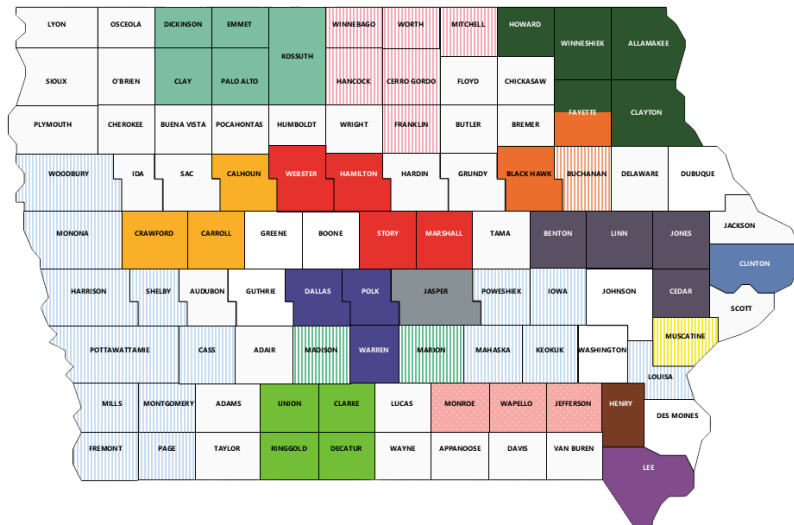 LYON
OSCEOLA
DICKINSON
EMMET
KOSSUTH
WINNEBAGO
WORTH
MITCHELL
HOWARD
WINNESHIEK
ALLAMAKEE
SIOUX
O'BRIEN
CLAY
PALO ALTO
HANCOCK
CERRO GORDO
FLOYD
CHICKASAW
FAYETTE
CLAYTON
PLYMOUTH
CHEROKEE
BUENA VISTA
POCAHONTAS
HUMBOLDT
WRIGHT
FRANKLIN
BUTLER
BREMER
WOODBURY
IDA
SAC
CALHOUN
WEBSTER
HAMILTON
HARDIN
GRUNDY
BLACK HAWK
BUCHANAN
DELAWARE
DUBUQUE
MONONA
CRAWFORD
CARROLL
GREENE
BOONE
STORY
MARSHALL
TAMA
BENTON
LINN
JONES
JACKSON
CLINTON
HARRISON
SHELBY
AUDUBON
GUTHRIE
DALLAS
POLK
JASPER
POWESHIEK
IOWA
JOHNSON
CEDAR
SCOTT
POTTAWATTAMIE
CASS
ADAIR
MADISON
WARREN
MARION
MAHASKA
KEOKUK
WASHINGTON
MUSCATINE
LOUISA
MILLS
MONTGOMERY
ADAMS
UNION
CLARKE
LUCAS
MONROE
WAPELLO
JEFFERSON
HENRY
DES MOINES
FREMONT
PAGE
TAYLOR
RINGGOLD
DECATUR
WAYNE
APPANOOSE
DAVIS
VAN BUREN
LEE